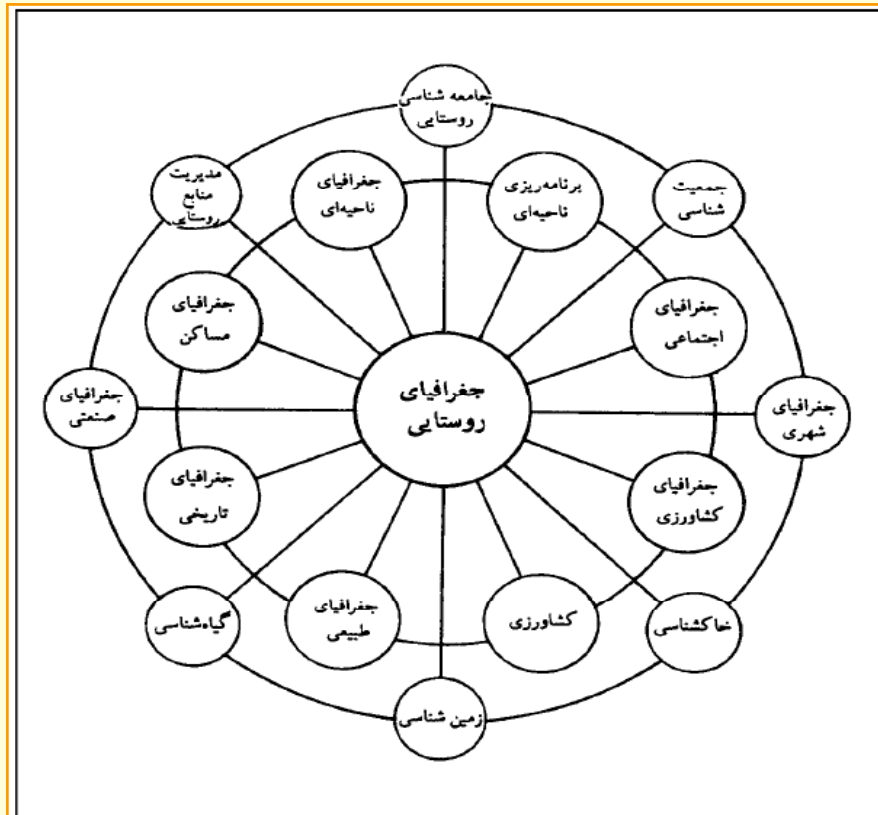 جامعه شناسی
روستایی
جمعیت
شناسی
مدیریت
منابع
روستایی
برنامه‌ریزی
ناحیه‌ای
جغرافیای
ناحیه‌ای
جغرافیای
اجتماعی
جغرافیای
مساکن
جغرافیای
روستایی
جغرافیای
شهری
جغرافیای
صنعتی
جغرافیای
کشاورزی
جغرافیای
تاریخی
کشاورزی
جغرافیای
طبیعی
خاکشناسی
گیاه‌شناسی
زمین شناسی